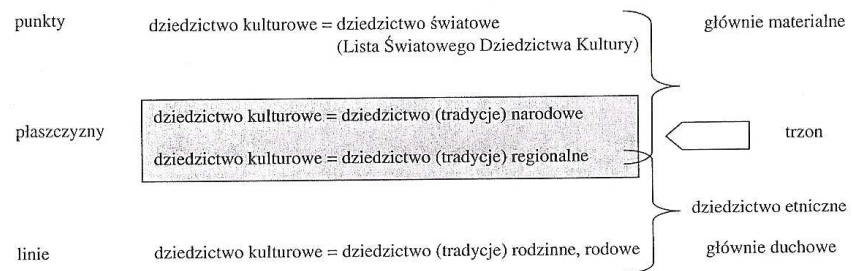 punkty dziedzictwo kulturowe = dziedzictwo światowe głównie materialne
(Lista Światowego Dziedzictwa Kultury)
dziedzictwo kulturowe = dziedzictwo (tradycje) narodowe
płaszczyzny trzon
dziedzictwo kulturowe = dziedzictwo (tradycje) regionalne
dziedzictwo etniczne
linie dziedzictwo kulturowe = dziedzictwo (tradycje) rodzinne, rodowe głównie duchowe